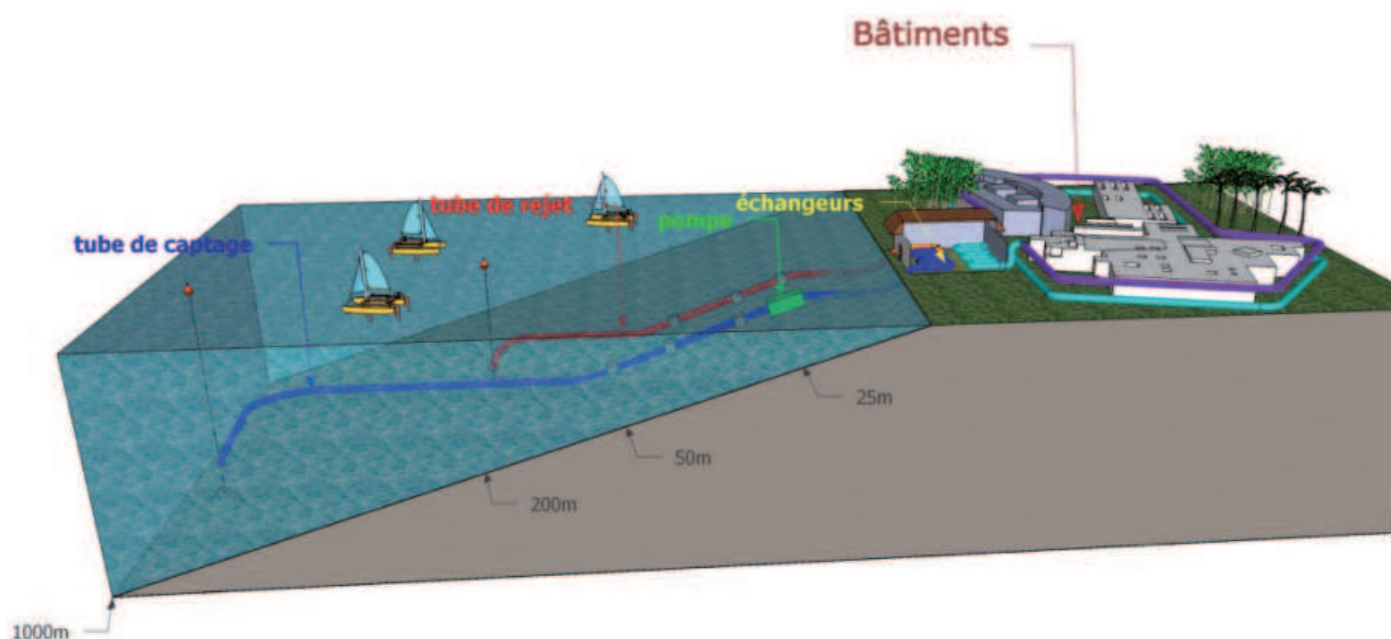 Bâtiments
tube de rejet
échangeurs
pompe
tube de captage
25m
50m
200m
1000m